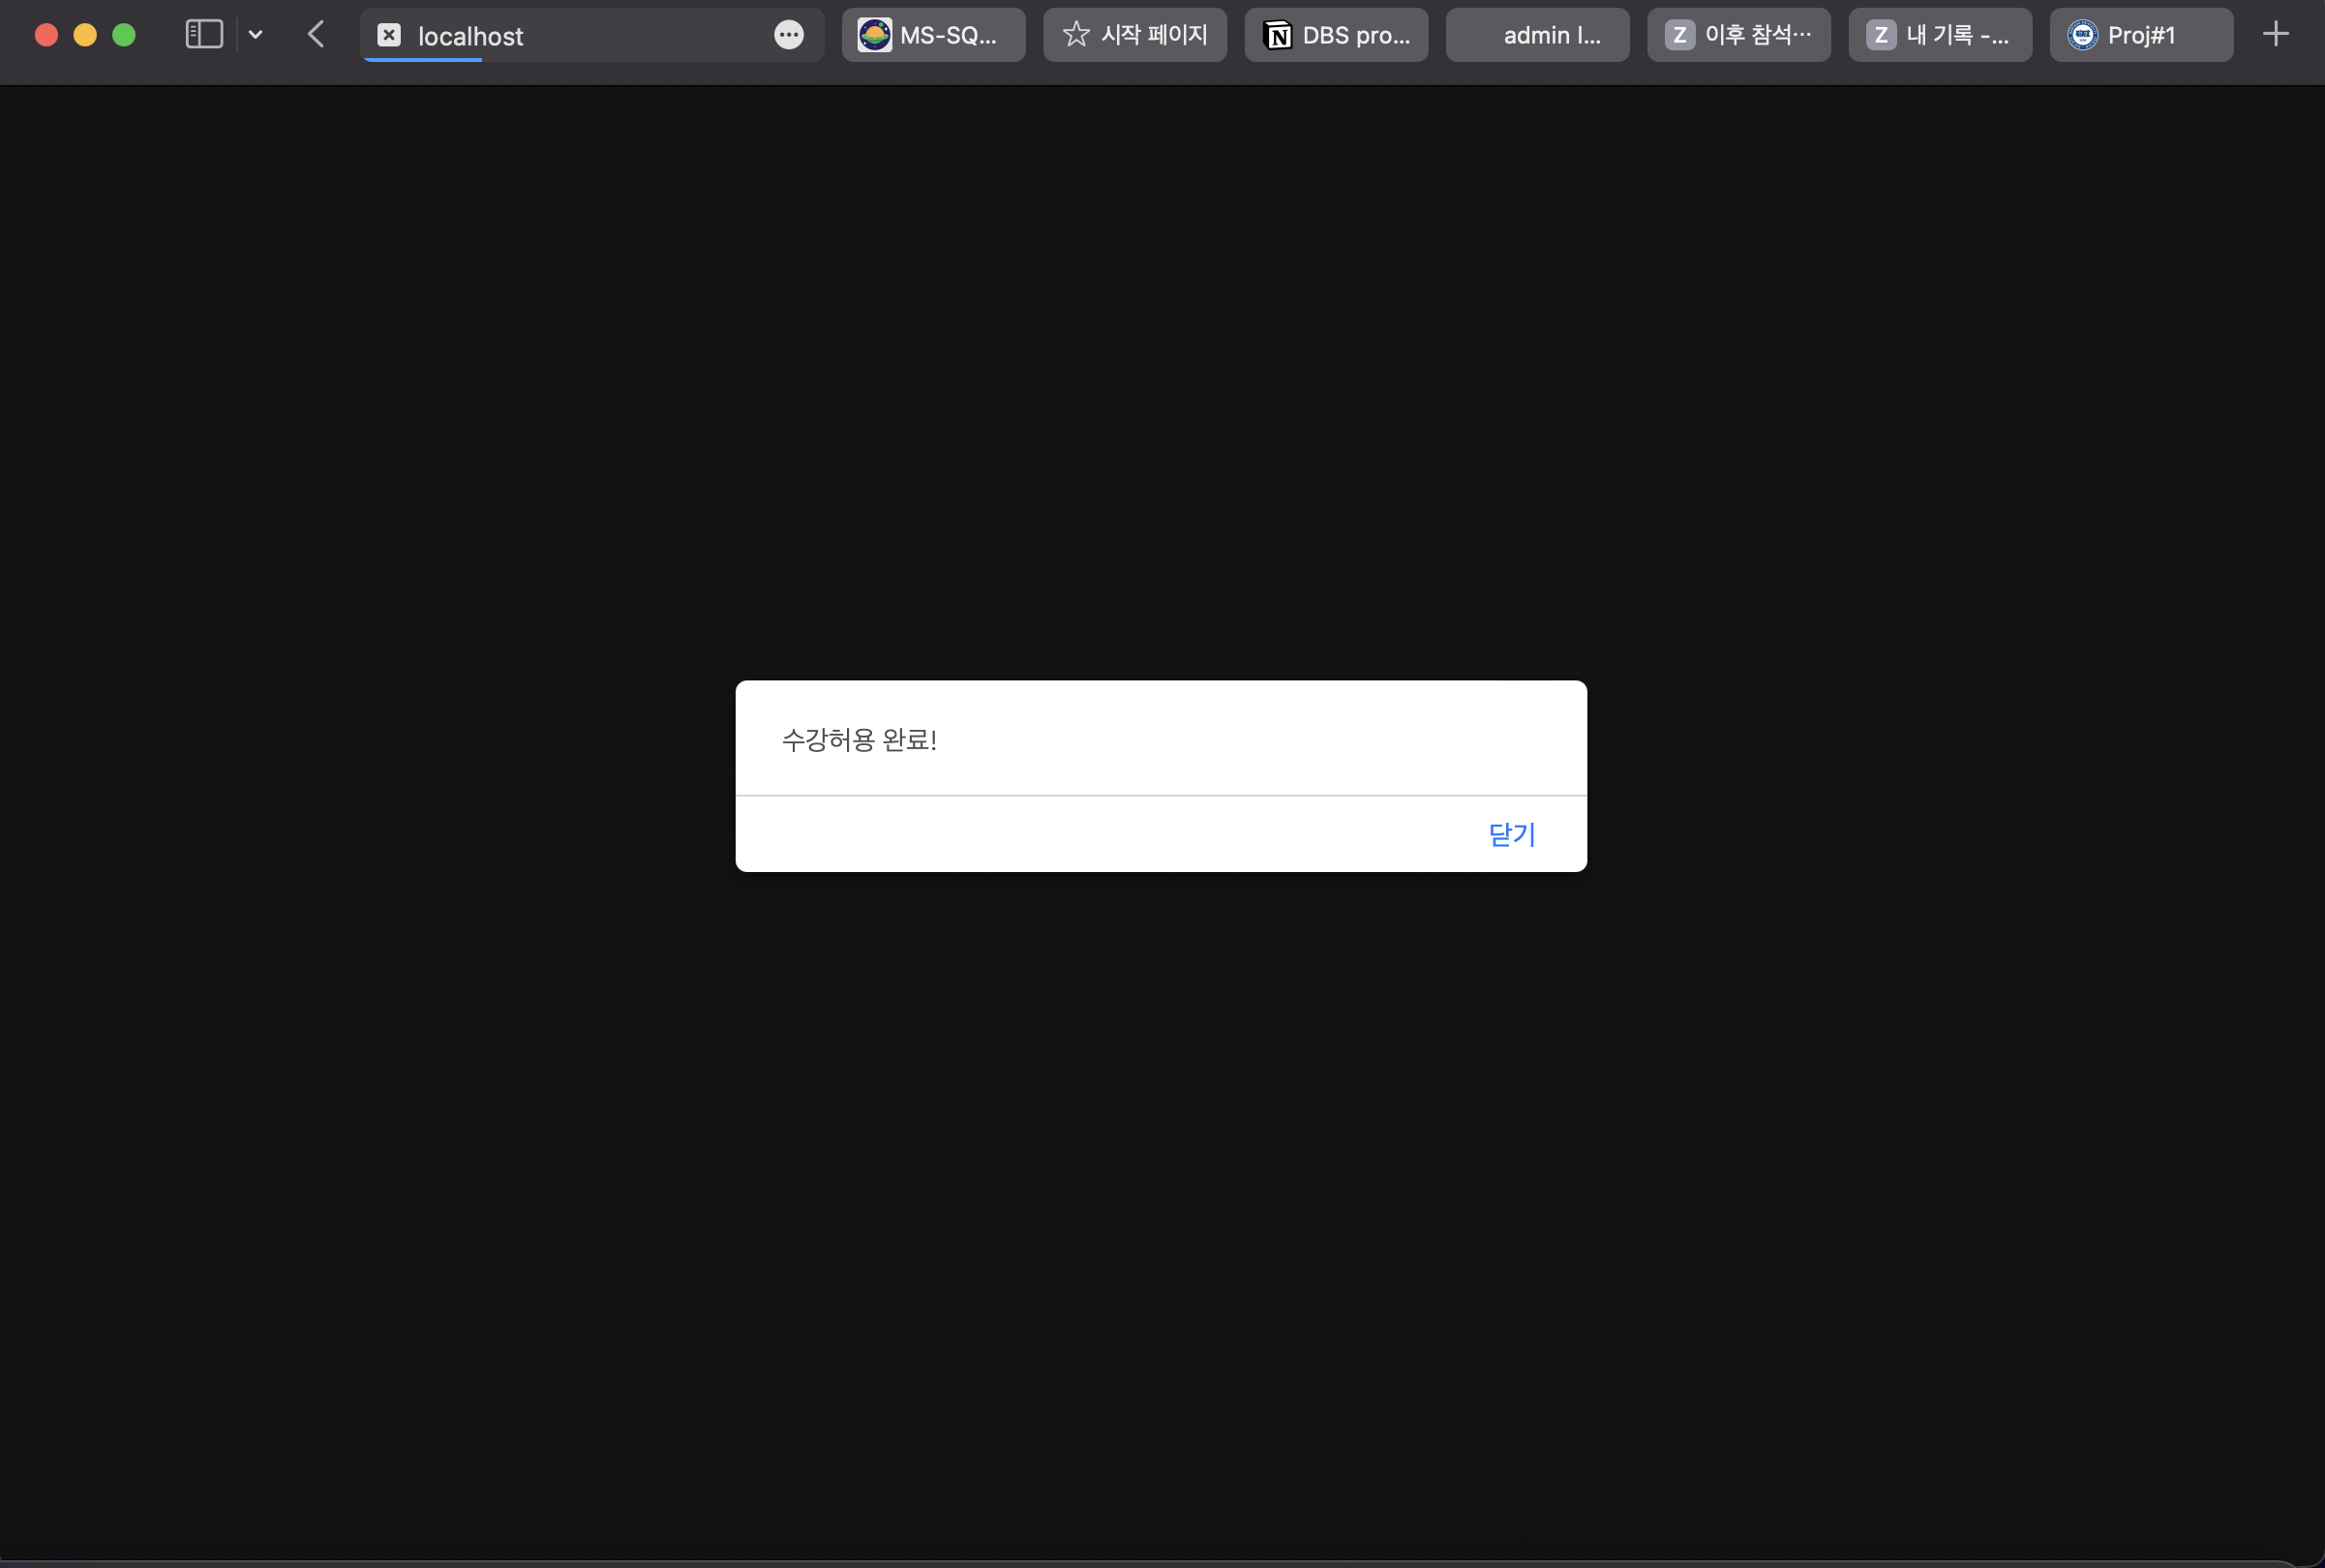 localhost
MS-SQ...
시작 페이지
N DBS pro...
admin l...
Z 이후 참석...
Z 내 기록 -...
Proj#1
수강허용 완료!
닫기